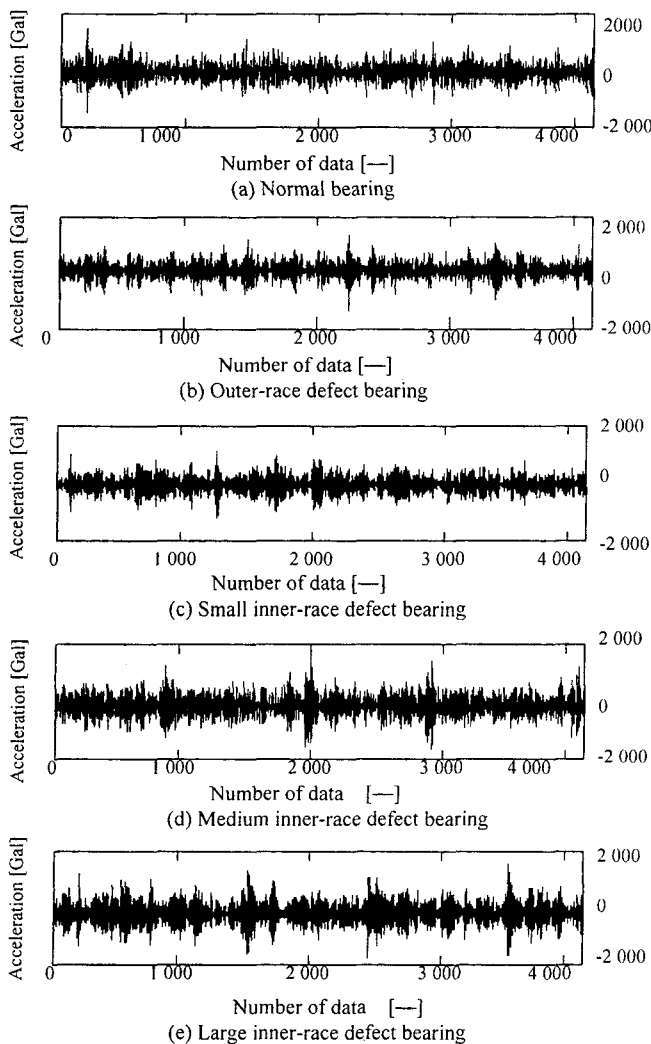 Acceleration [Gal]
2000
0
-2 000
0 1 000 2 000 3 000 4 000
Number of data [—]
(a) Normal bearing
Acceleration [Gal]
2 000
0
-2 000
0 1 000 2 000 3 000 4 000
Number of data [—]
(b) Outer-race defect bearing
Acceleration [Gal]
2 000
0
-2 000
0 1 000 2 000 3 000 4 000
Number of data [—]
(c) Small inner-race defect bearing
Acceleration [Gal]
2 000
0
-2 000
0 1 000 2 000 3 000 4 000
Number of data [—]
(d) Medium inner-race defect bearing
Acceleration [Gal]
2 000
0
-2 000
0 1 000 2 000 3 000 4 000
Number of data [—]
(e) Large inner-race defect bearing